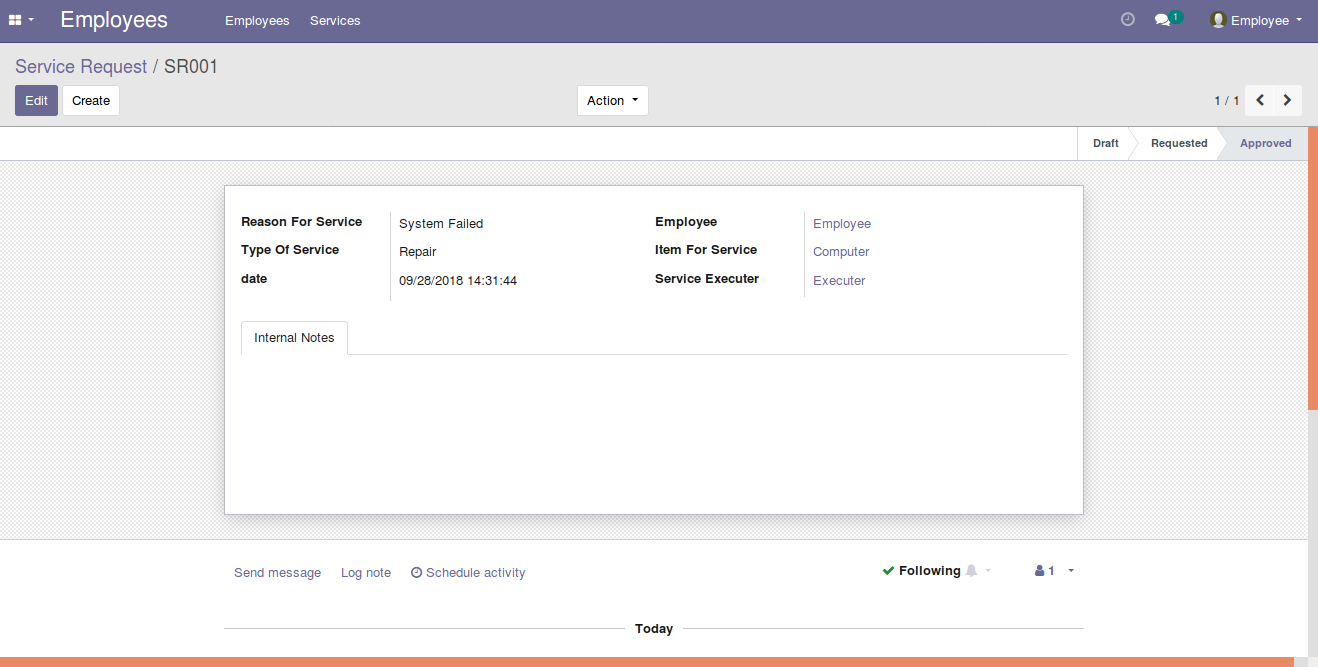 Employees Employees Services 1 Employee
Service Request / SR001
Edit Create Action 1 / 1
Draft Requested Approved
Reason For Service System Failed Employee Employee
Type Of Service Repair Item For Service Computer
date 09/28/2018 14:31:44 Service Executer Executer
Internal Notes
Send message Log note Schedule activity Following 1
Today